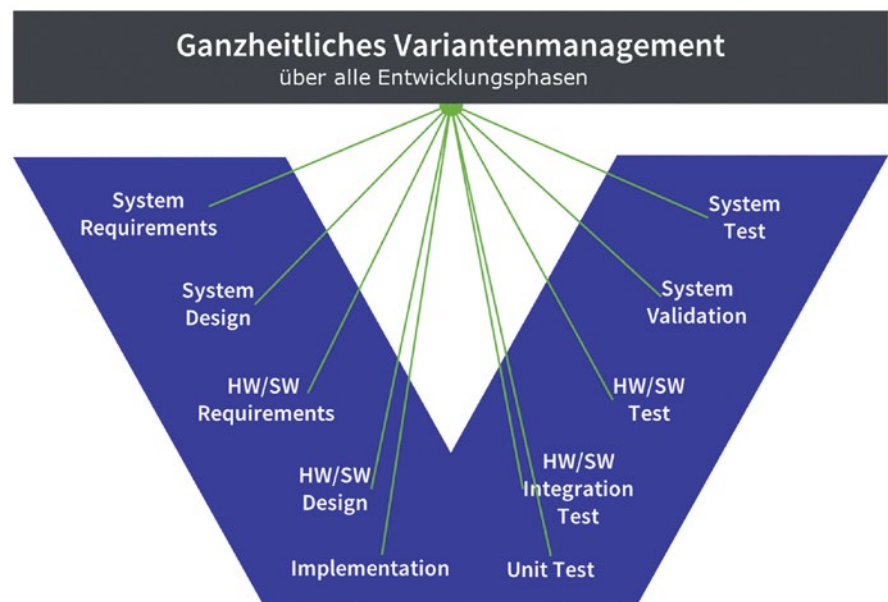 Ganzheitliches Variantenmanagement
über alle Entwicklungsphasen
System
Requirements
System
Design
HW/SW
Requirements
HW/SW
Design
Implementation
System
Test
System
Validation
HW/SW
Test
HW/SW
Integration
Test
Unit Test